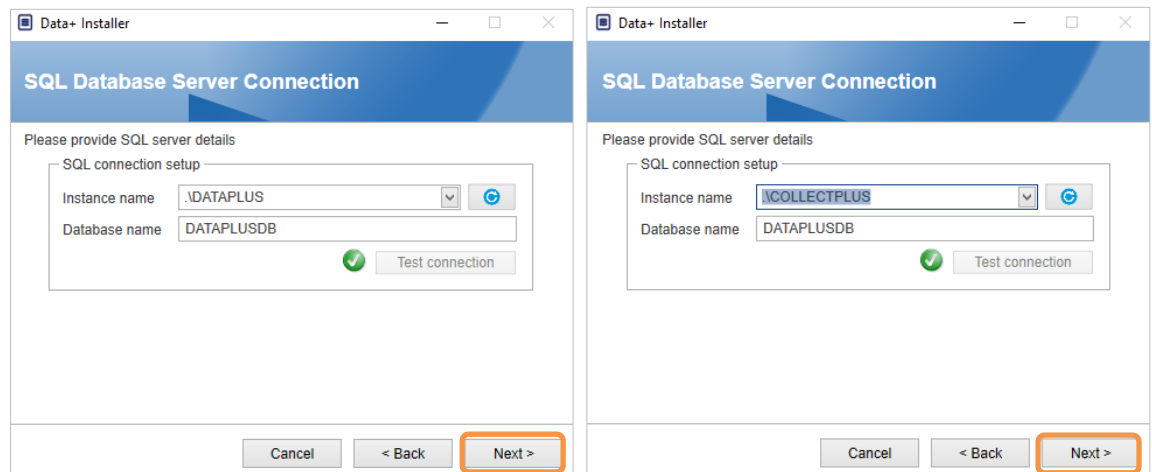 Data+ Installer
SQL Database Server Connection
Please provide SQL server details
SQL connection setup
Instance name .\DATAPLUS
Database name DATAPLUSDB
Test connection
Cancel < Back Next >
Data+ Installer
SQL Database Server Connection
Please provide SQL server details
SQL connection setup
Instance name .\COLLECTPLUS
Database name DATAPLUSDB
Test connection
Cancel < Back Next >